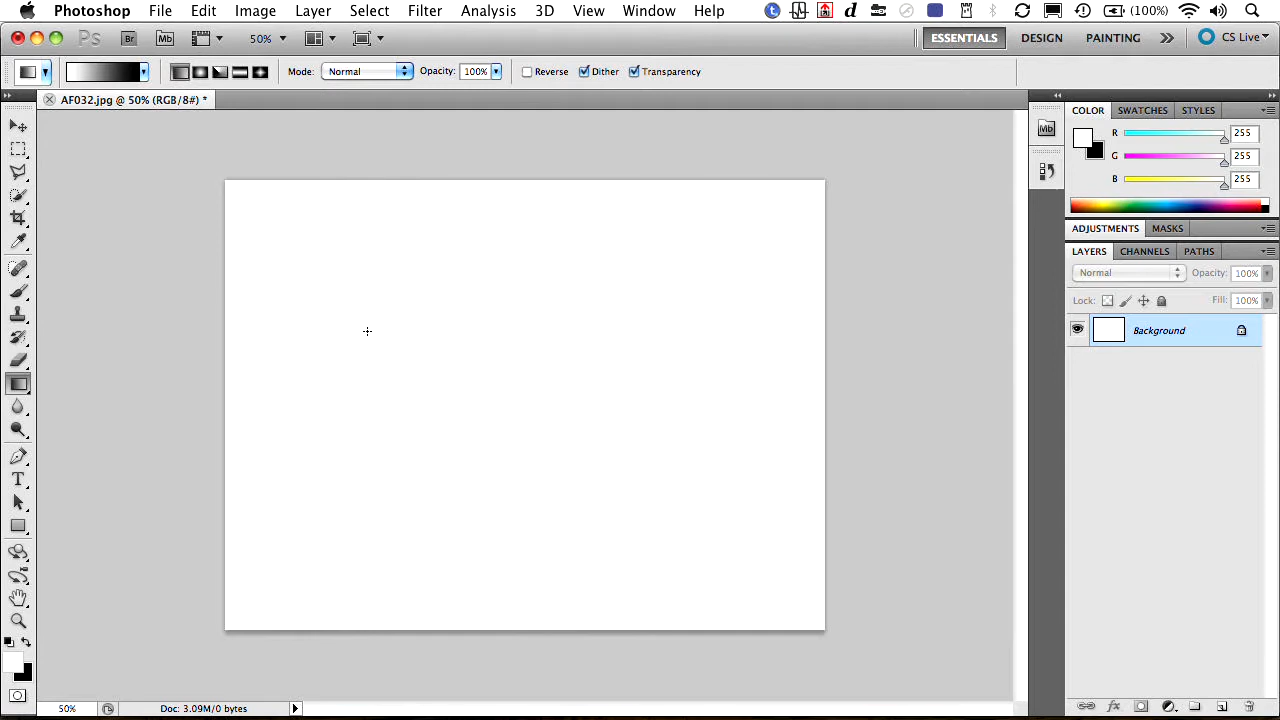 Photoshop File Edit Image Layer Select Analysis Filter 3D View Window Help d (100%)
Ps Br Mb 50% ESSENTIALS DESIGN PAINTING CS Live
Mode: Normal Opacity: 100% Reverse Dither Transparency
AF032.jpg @ 50% (RGB/8#) *
COLOR SWATCHES STYLES
Mb
R 255
G 255
B 255
ADJUSTMENTS MASKS
LAYERS CHANNELS PATHS
Normal Opacity: 100%
Lock: Fill: 100%
Background
T
50% Doc: 3.09M/0 bytes
fx